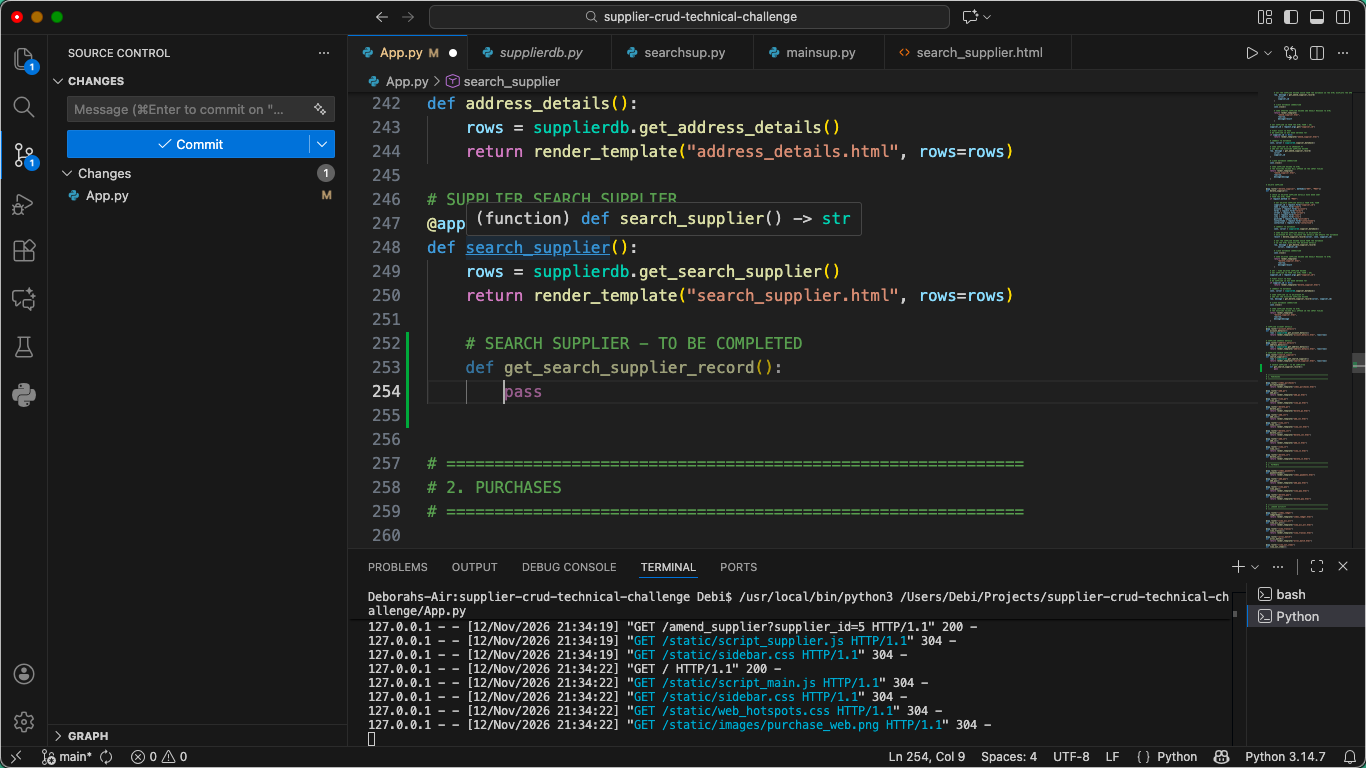 supplier-crud-technical-challenge
SOURCE CONTROL
CHANGES
Message (⌘Enter to commit on "...
Commit
Changes
1
App.py
M
GRAPH
1
1
App.py M
supplierdb.py
searchsup.py
mainsup.py
search_supplier.html
App.py > search_supplier
242 def address_details():
243 rows = supplierdb.get_address_details()
244 return render_template("address_details.html", rows=rows)
245
246 # SUPPLIER SEARCH SUPPLIER
(function) def search_supplier() -> str
247 @app
248 def search_supplier():
249 rows = supplierdb.get_search_supplier()
250 return render_template("search_supplier.html", rows=rows)
251
252 # SEARCH SUPPLIER - TO BE COMPLETED
253 def get_search_supplier_record():
254 pass
255
256
257 # ============================================================
258 # 2. PURCHASES
259 # ============================================================
260
PROBLEMS OUTPUT DEBUG CONSOLE TERMINAL PORTS
Deborahs-Air:supplier-crud-technical-challenge Debi$ /usr/local/bin/python3 /Users/Debi/Projects/supplier-crud-technical-ch
allenge/App.py
127.0.0.1 - - [12/Nov/2026 21:34:19] "GET /amend_supplier?supplier_id=5 HTTP/1.1" 200 -
127.0.0.1 - - [12/Nov/2026 21:34:19] "GET /static/script_supplier.js HTTP/1.1" 304 -
127.0.0.1 - - [12/Nov/2026 21:34:19] "GET /static/sidebar.css HTTP/1.1" 304 -
127.0.0.1 - - [12/Nov/2026 21:34:22] "GET / HTTP/1.1" 200 -
127.0.0.1 - - [12/Nov/2026 21:34:22] "GET /static/script_main.js HTTP/1.1" 304 -
127.0.0.1 - - [12/Nov/2026 21:34:22] "GET /static/sidebar.css HTTP/1.1" 304 -
127.0.0.1 - - [12/Nov/2026 21:34:22] "GET /static/web_hotspots.css HTTP/1.1" 304 -
127.0.0.1 - - [12/Nov/2026 21:34:22] "GET /static/images/purchase_web.png HTTP/1.1" 304 -
bash
Python
main* 0 0
Ln 254, Col 9 Spaces: 4 UTF-8 LF { } Python Python 3.14.7